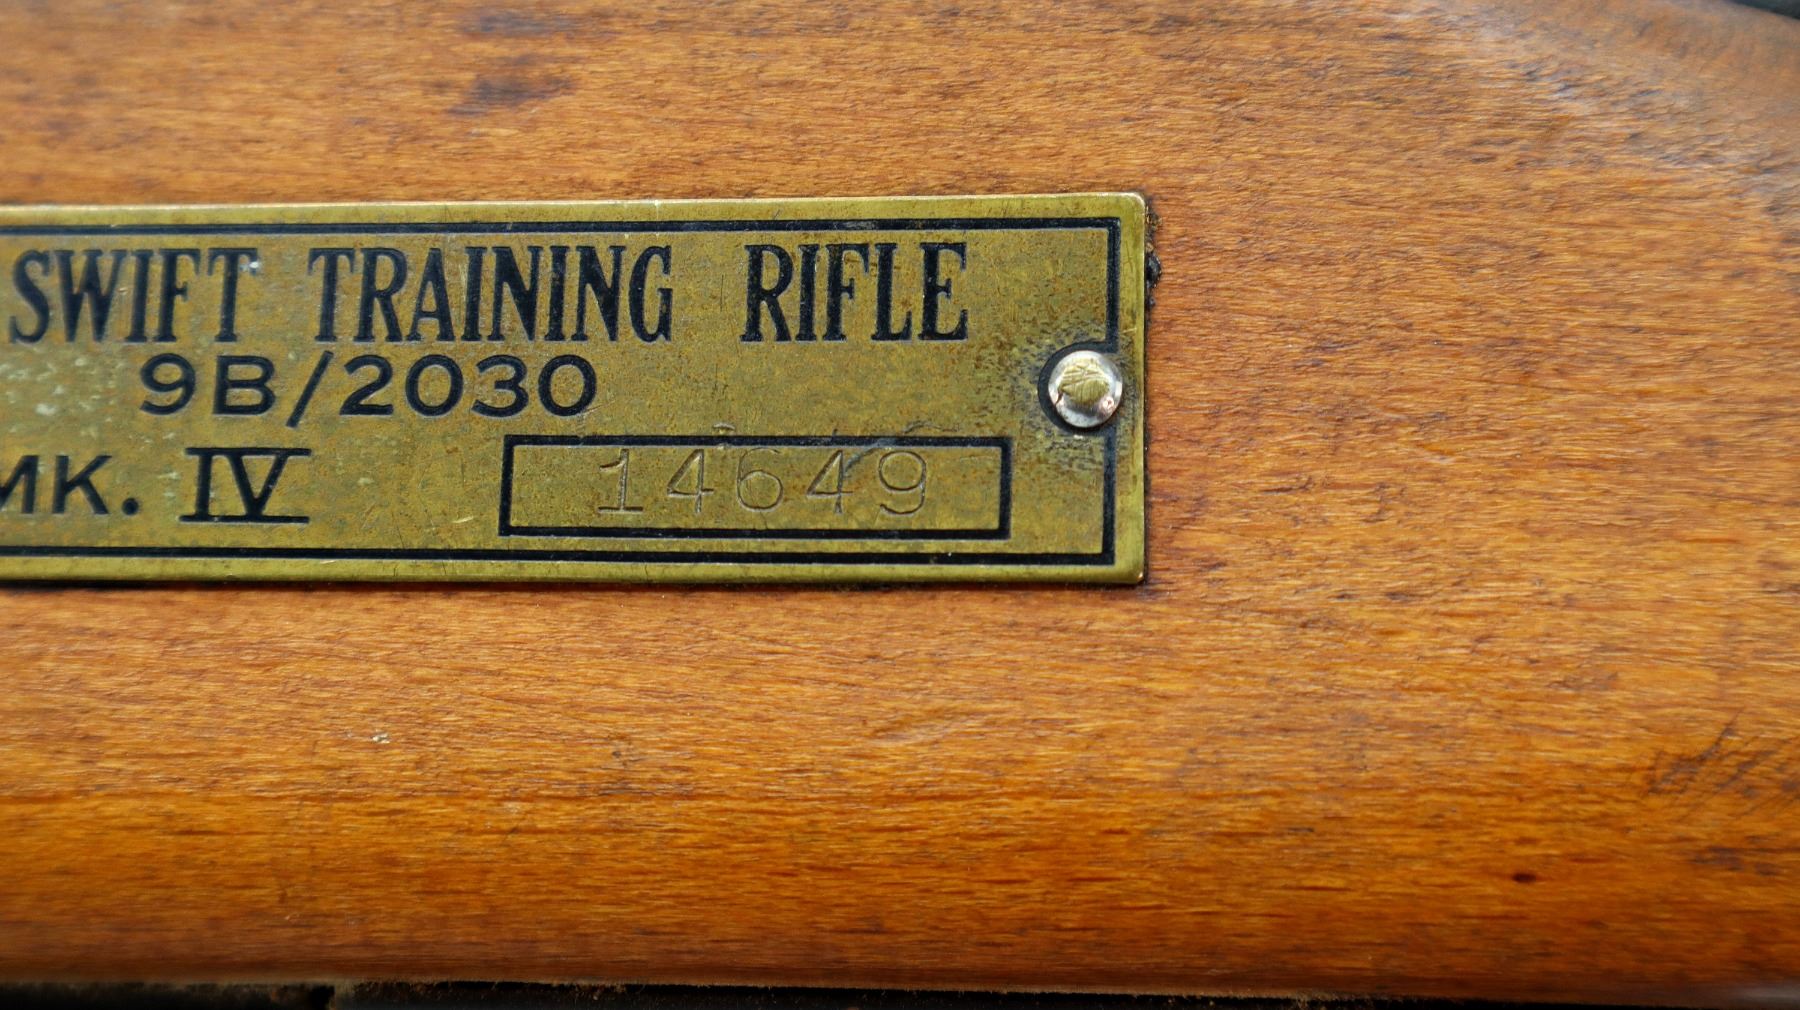 SWIFT TRAINING RIFLE
9B/2030
MK. IV 14649